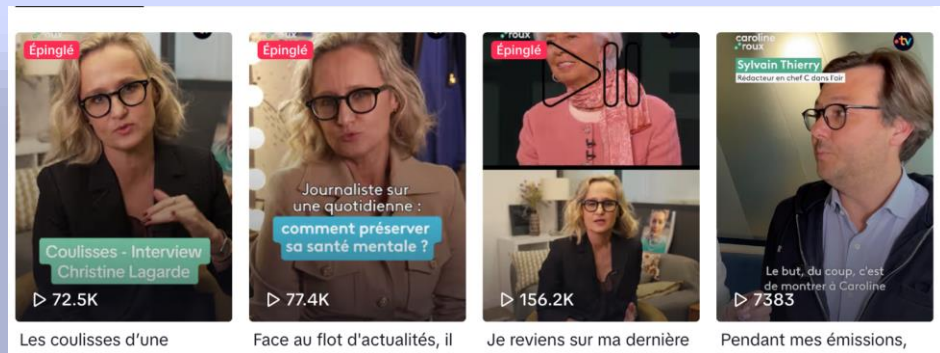 Épinglé
Coulisses - Interview
Christine Lagarde
72.5K
Les coulisses d'une
roux
Épinglé
Journaliste sur
une quotidienne :
comment préserver
sa santé mentale ?
77.4K
Face au flot d'actualités, il
roux
Épinglé
156.2K
Je reviens sur ma dernière
caroline
roux
•tv
Sylvain Thierry
Rédacteur en chef C dans l'air
Le but, du coup, c'est
de montrer à Caroline
7383
Pendant mes émissions,